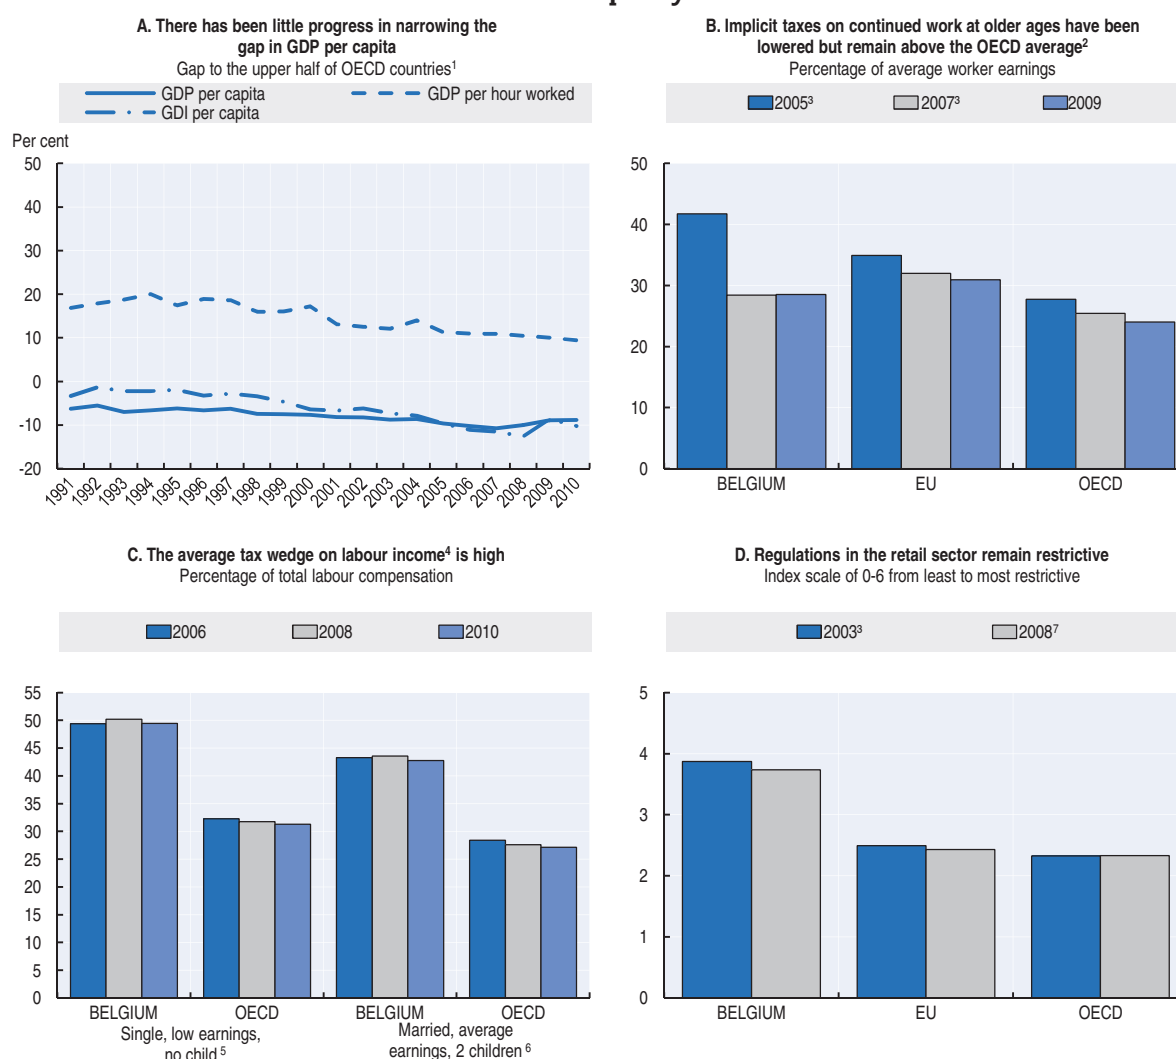 A. There has been little progress in narrowing the
gap in GDP per capita
Gap to the upper half of OECD countries¹
GDP per capita
GDP per hour worked
GDI per capita
Per cent
50
40
30
20
10
0
-10
-20
1991 1992 1993 1994 1995 1996 1997 1998 1999 2000 2001 2002 2003 2004 2005 2006 2007 2008 2009 2010
B. Implicit taxes on continued work at older ages have been
lowered but remain above the OECD average²
Percentage of average worker earnings
2005³ 2007³ 2009
50
40
30
20
10
0
BELGIUM EU OECD
C. The average tax wedge on labour income⁴ is high
Percentage of total labour compensation
2006 2008 2010
55
50
45
40
35
30
25
20
15
10
5
0
BELGIUM OECD BELGIUM OECD
Single, low earnings,
no child ⁵
Married, average
earnings, 2 children ⁶
D. Regulations in the retail sector remain restrictive
Index scale of 0-6 from least to most restrictive
2003³ 2008⁷
5
4
3
2
1
0
BELGIUM EU OECD